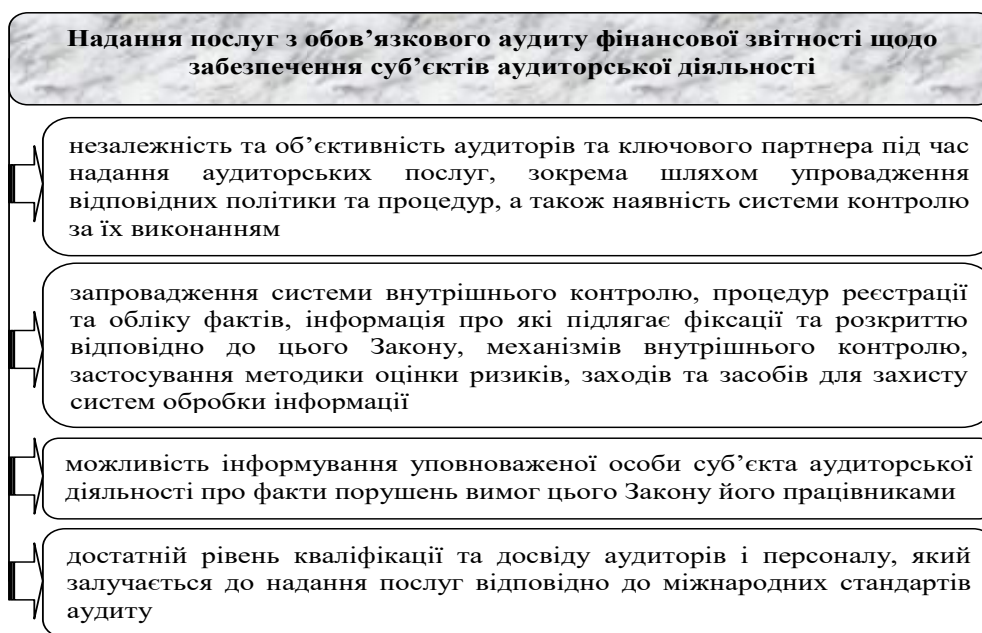 Надання послуг з обов’язкового аудиту фінансової звітності щодо
забезпечення суб’єктів аудиторської діяльності
незалежність та об’єктивність аудиторів та ключового партнера під час
надання аудиторських послуг, зокрема шляхом упровадження
відповідних політики та процедур, а також наявність системи контролю
за їх виконанням
запровадження системи внутрішнього контролю, процедур реєстрації
та обліку фактів, інформація про які підлягає фіксації та розкриттю
відповідно до цього Закону, механізмів внутрішнього контролю,
застосування методики оцінки ризиків, заходів та засобів для захисту
систем обробки інформації
можливість інформування уповноваженої особи суб’єкта аудиторської
діяльності про факти порушень вимог цього Закону його працівниками
достатній рівень кваліфікації та досвіду аудиторів і персоналу, який
залучається до надання послуг відповідно до міжнародних стандартів
аудиту